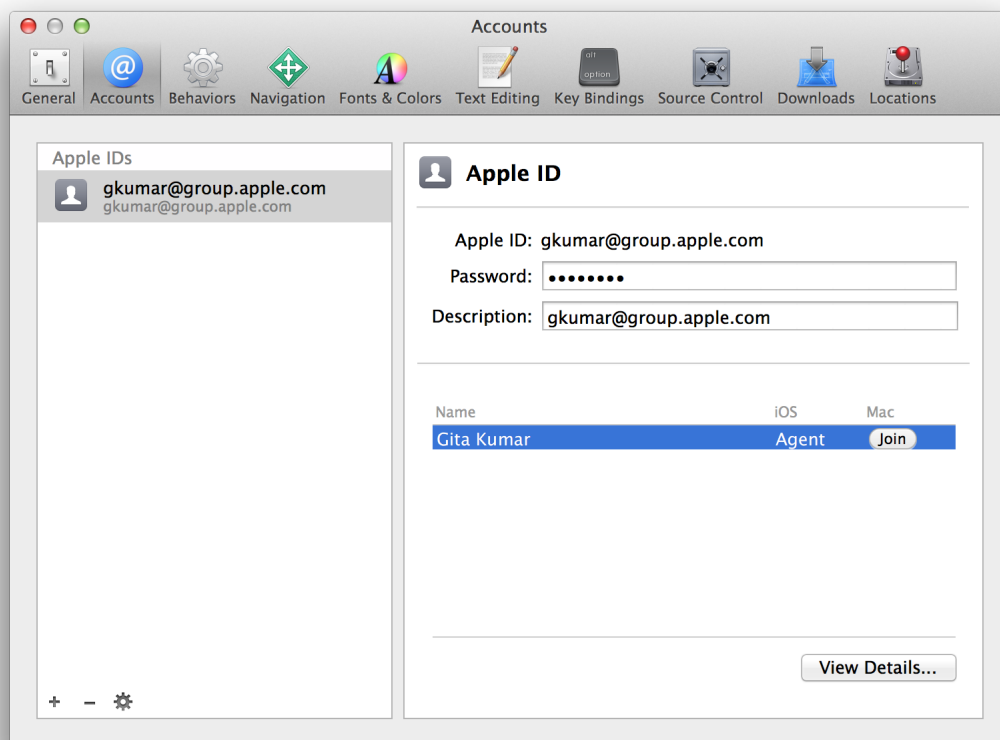 Accounts
General Accounts Behaviors Navigation Fonts & Colors Text Editing alt option Key Bindings Source Control Downloads Locations
Apple IDs
gkumar@group.apple.com
gkumar@group.apple.com
Apple ID
Apple ID: gkumar@group.apple.com
Password: ••••••••
Description: gkumar@group.apple.com
Name iOS Mac
Gita Kumar Agent Join
View Details...